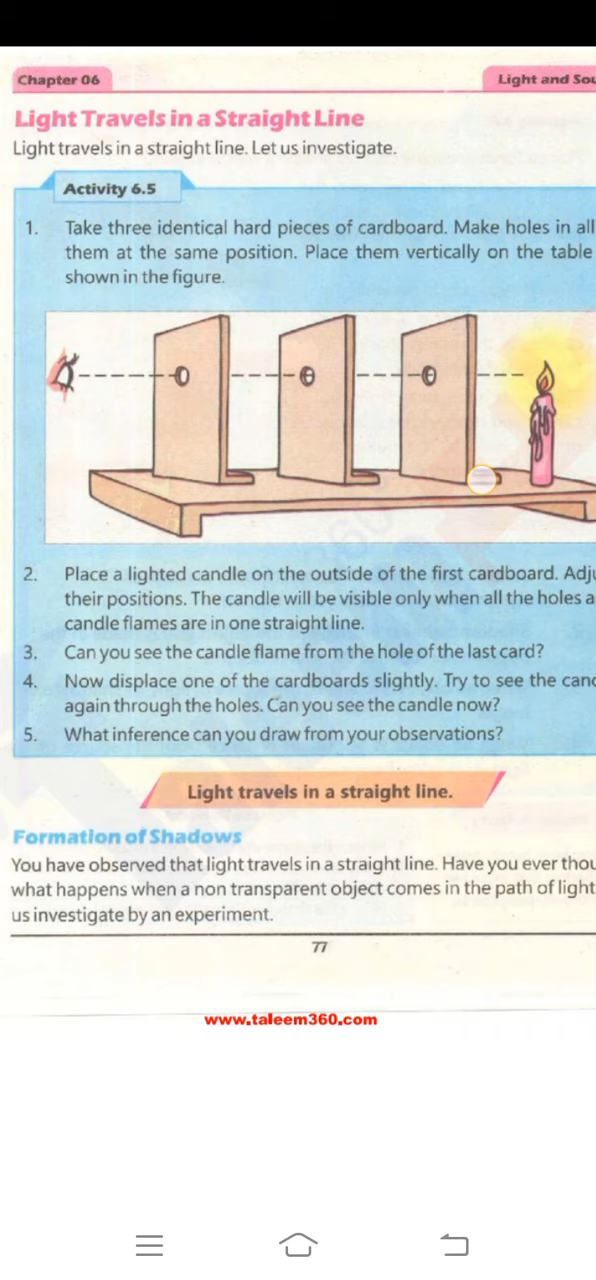 Chapter 06
Light and Sou
Light Travels in a Straight Line
Light travels in a straight line. Let us investigate.
Activity 6.5
1. Take three identical hard pieces of cardboard. Make holes in all
them at the same position. Place them vertically on the table
shown in the figure.
2. Place a lighted candle on the outside of the first cardboard. Adju
their positions. The candle will be visible only when all the holes a
candle flames are in one straight line.
3. Can you see the candle flame from the hole of the last card?
4. Now displace one of the cardboards slightly. Try to see the canc
again through the holes. Can you see the candle now?
5. What inference can you draw from your observations?
Light travels in a straight line.
Formation of Shadows
You have observed that light travels in a straight line. Have you ever thou
what happens when a non transparent object comes in the path of light
us investigate by an experiment.
77
www.taleem360.com